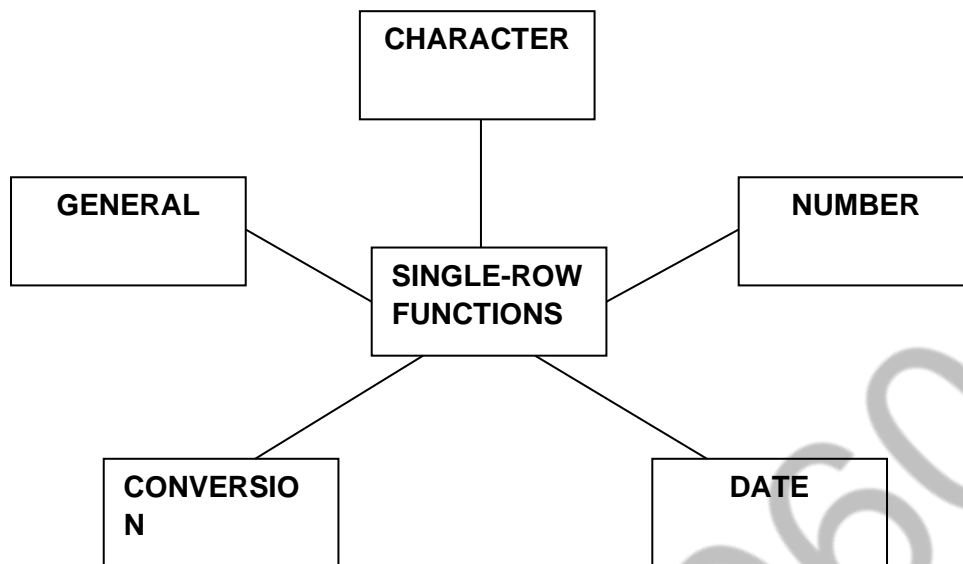 CHARACTER
GENERAL
NUMBER
SINGLE-ROW
FUNCTIONS
CONVERSIO
N
DATE